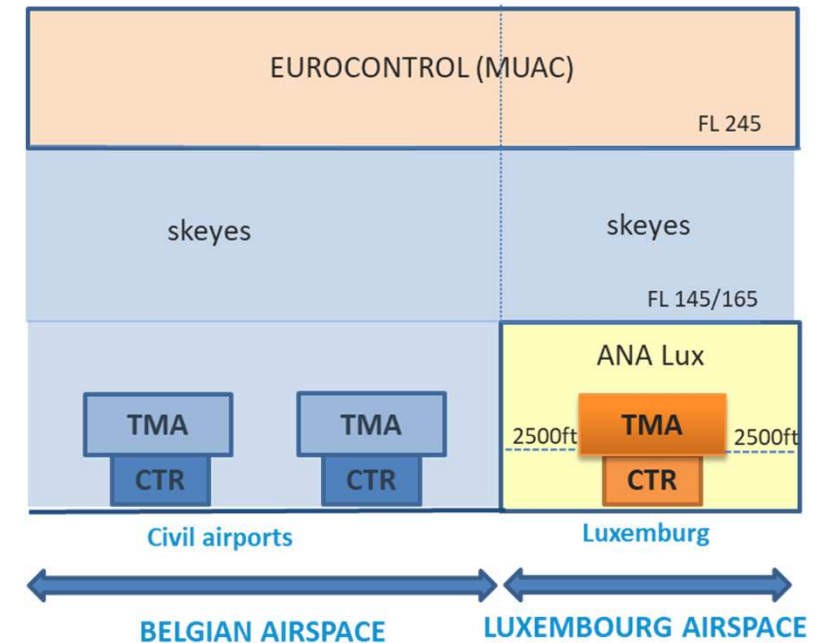 EUROCONTROL (MUAC)
FL 245
skeyes
skeyes
FL 145/165
ANA Lux
TMA
TMA
2500ft
TMA
2500ft
CTR
CTR
CTR
Civil airports
Luxemburg
BELGIAN AIRSPACE
LUXEMBOURG AIRSPACE